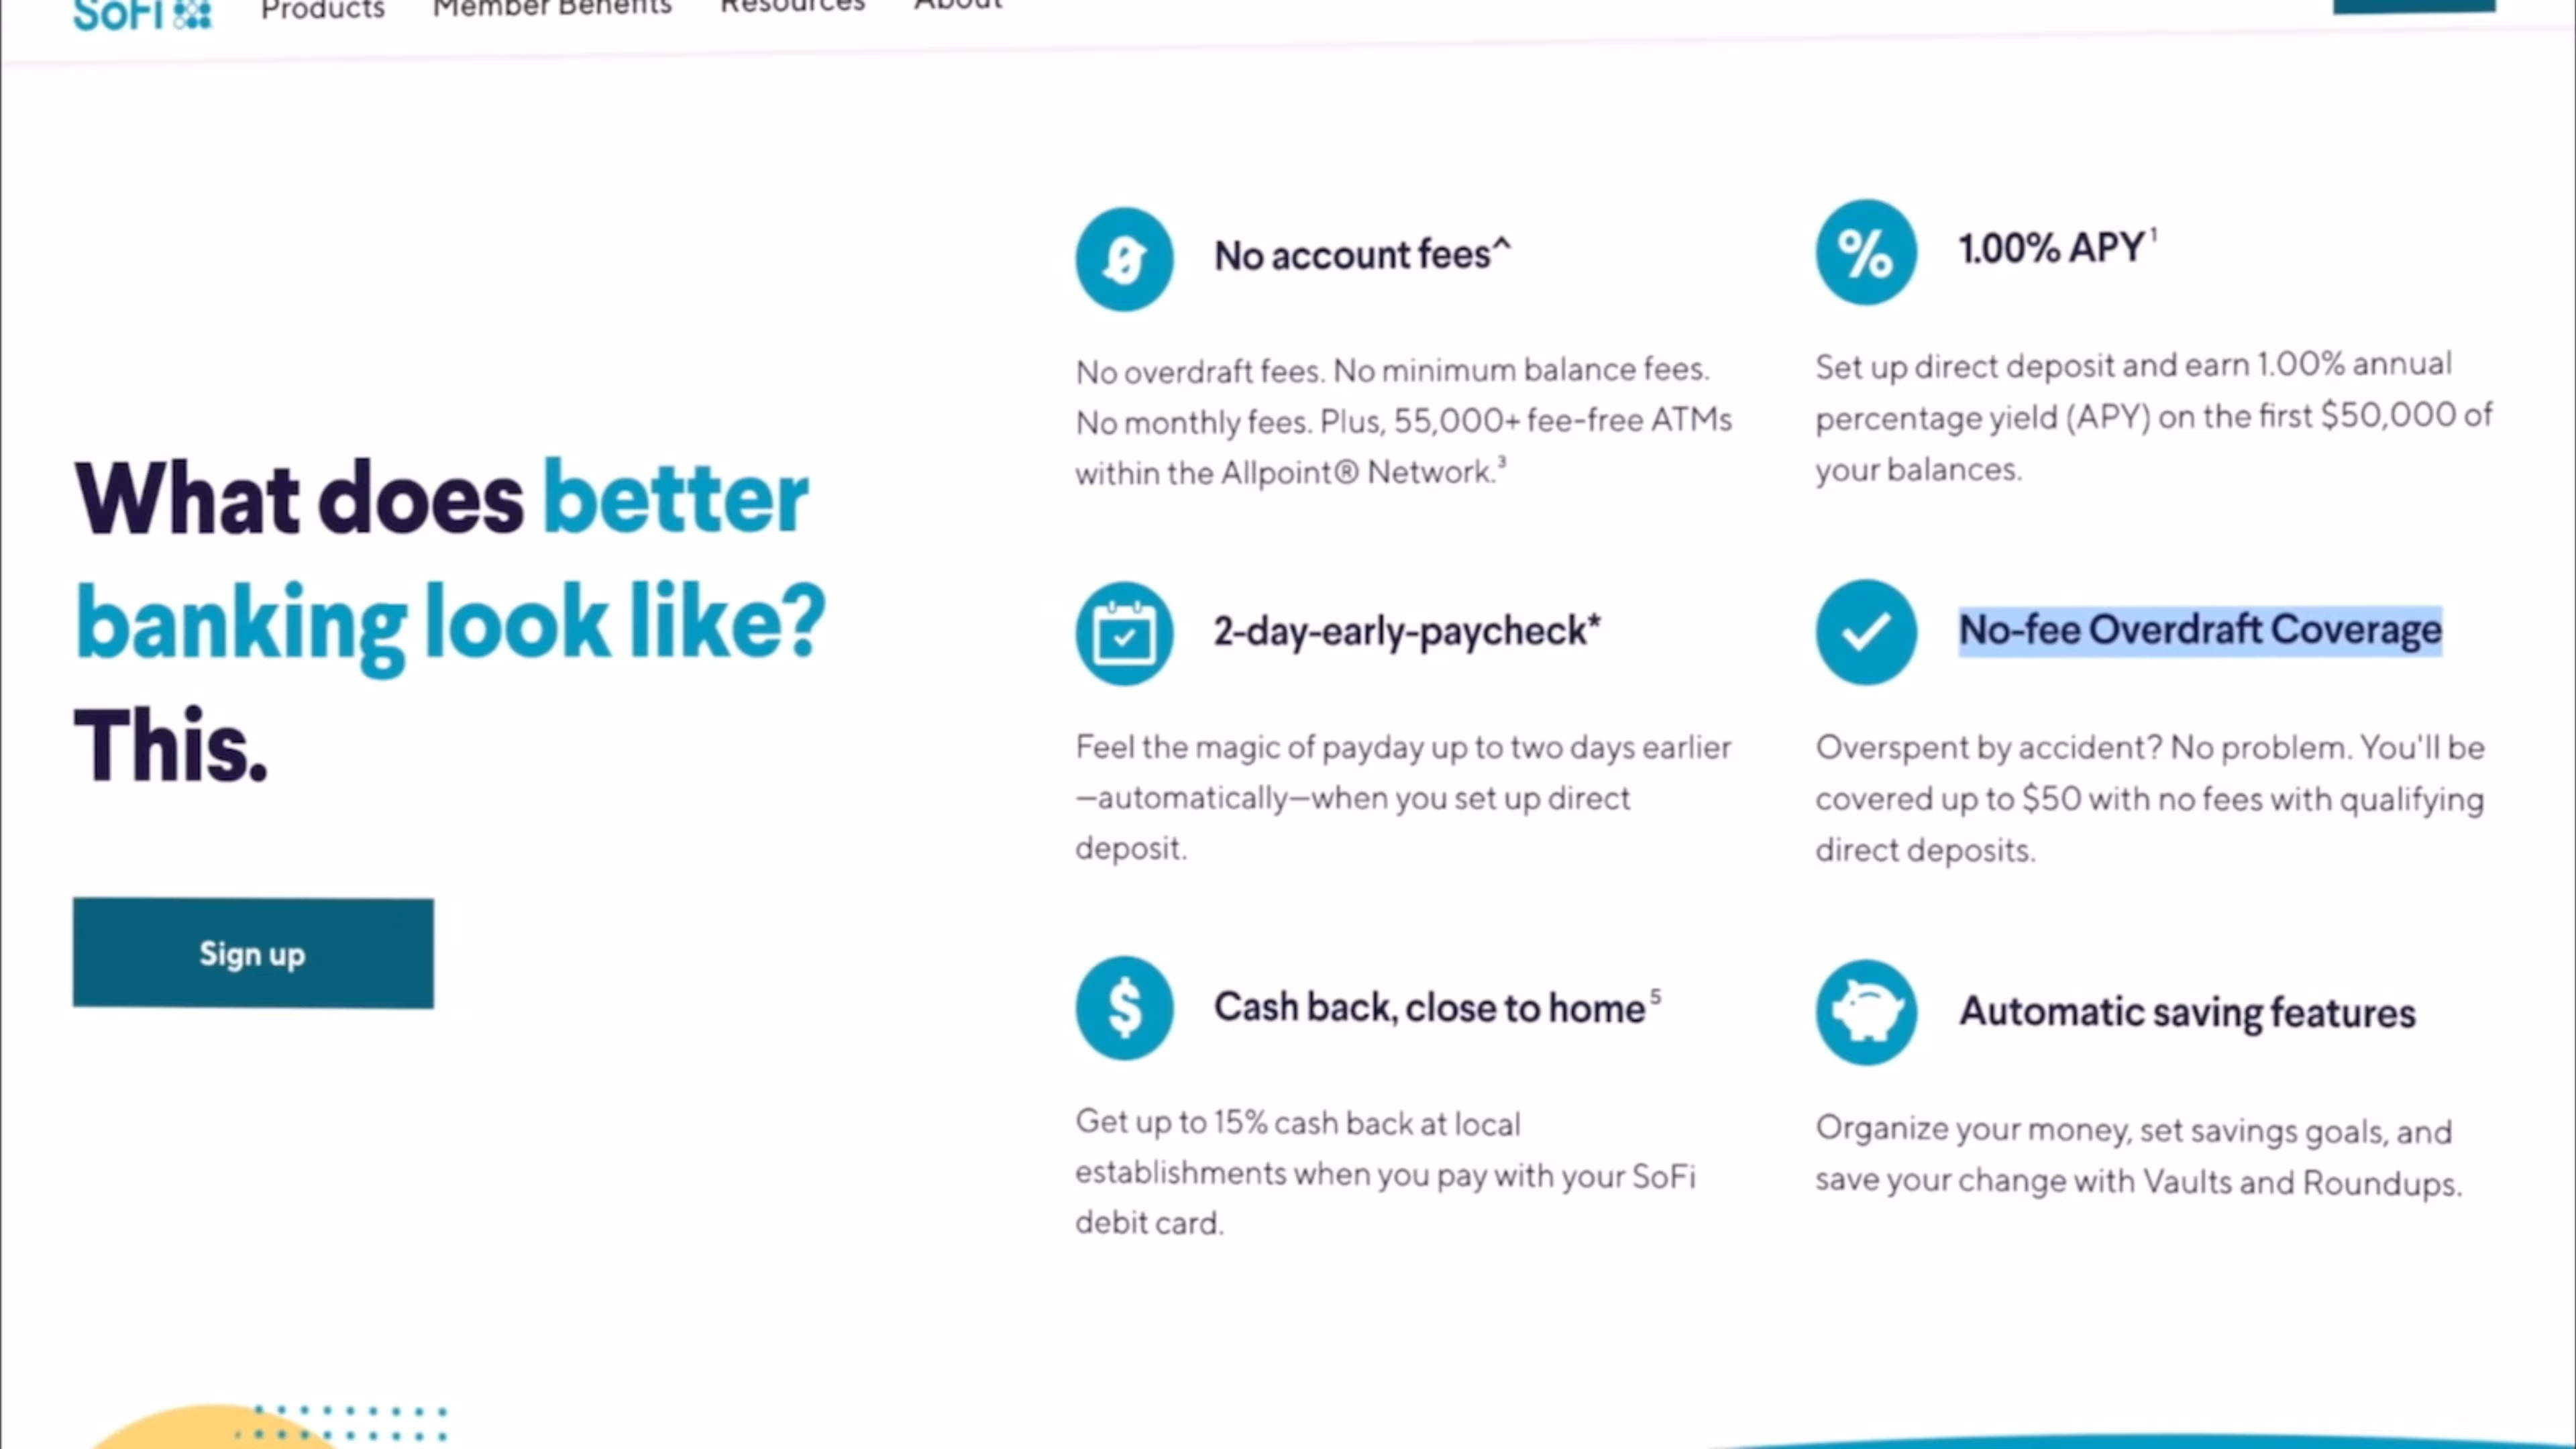 SoFi Products Member Benefits Resources About
What does better
banking look like?
This.
Sign up
No account fees^
No overdraft fees. No minimum balance fees.
No monthly fees. Plus, 55,000+ fee-free ATMs
within the Allpoint® Network.³
1.00% APY¹
Set up direct deposit and earn 1.00% annual
percentage yield (APY) on the first $50,000 of
your balances.
2-day-early-paycheck*
Feel the magic of payday up to two days earlier
—automatically—when you set up direct
deposit.
No-fee Overdraft Coverage
Overspent by accident? No problem. You'll be
covered up to $50 with no fees with qualifying
direct deposits.
Cash back, close to home⁵
Get up to 15% cash back at local
establishments when you pay with your SoFi
debit card.
Automatic saving features
Organize your money, set savings goals, and
save your change with Vaults and Roundups.